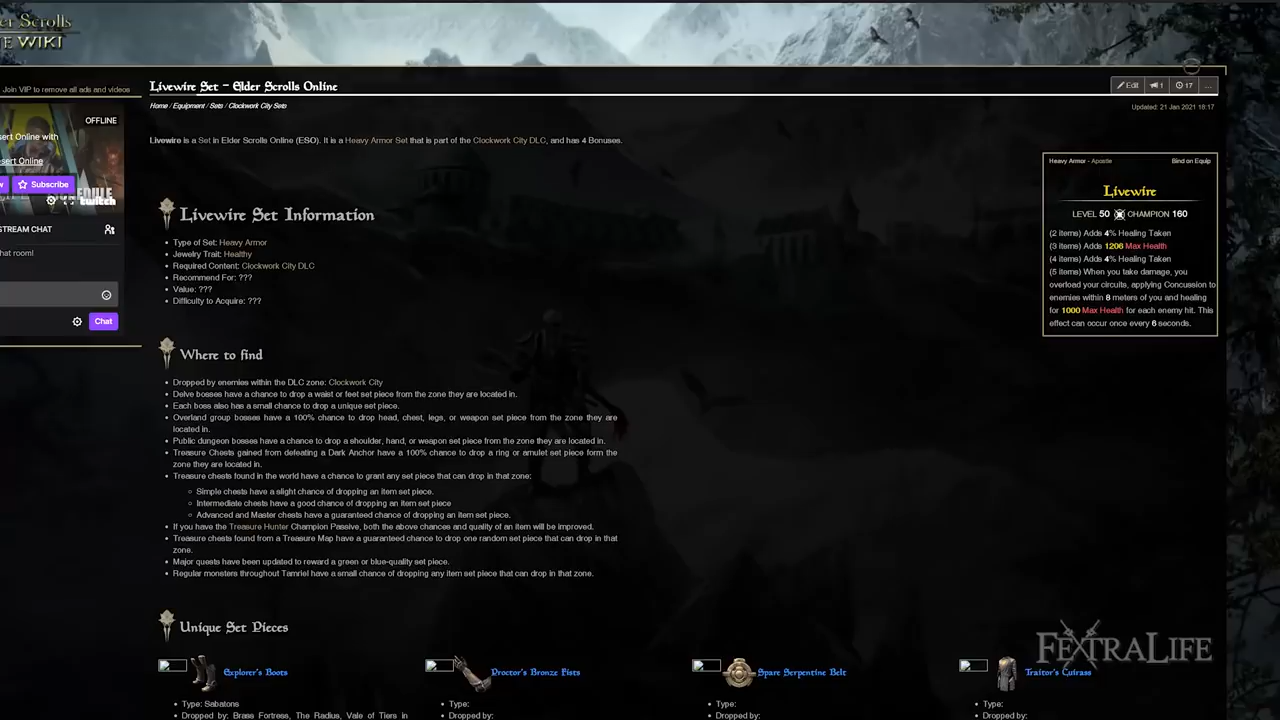 er Scrolls
E WIKI
Join VIP to remove all ads and videos
OFFLINE
sert Online with
sert Online
w
Subscribe
twitch
STREAM CHAT
hat room!
Chat
Livewire Set - Elder Scrolls Online
Edit
1
17
...
Home / Equipment / Sets / Clockwork City Sets
Updated: 21 Jan 2021 18:17
Livewire is a Set in Elder Scrolls Online (ESO). It is a Heavy Armor Set that is part of the Clockwork City DLC, and has 4 Bonuses.
Heavy Armor - Apostle
Bind on Equip
Livewire
LEVEL 50 CHAMPION 160
(2 items) Adds 4% Healing Taken
(3 items) Adds 1206 Max Health
(4 items) Adds 4% Healing Taken
(5 items) When you take damage, you
overload your circuits, applying Concussion to
enemies within 8 meters of you and healing
for 1000 Max Health for each enemy hit. This
effect can occur once every 6 seconds.
Livewire Set Information
Type of Set: Heavy Armor
Jewelry Trait: Healthy
Required Content: Clockwork City DLC
Recommend For: ???
Value: ???
Difficulty to Acquire: ???
Where to find
Dropped by enemies within the DLC zone: Clockwork City
Delve bosses have a chance to drop a waist or feet set piece from the zone they are located in.
Each boss also has a small chance to drop a unique set piece.
Overland group bosses have a 100% chance to drop head, chest, legs, or weapon set piece from the zone they are
located in.
Public dungeon bosses have a chance to drop a shoulder, hand, or weapon set piece from the zone they are located in.
Treasure Chests gained from defeating a Dark Anchor have a 100% chance to drop a ring or amulet set piece form the
zone they are located in.
Treasure chests found in the world have a chance to grant any set piece that can drop in that zone:
Simple chests have a slight chance of dropping an item set piece.
Intermediate chests have a good chance of dropping an item set piece
Advanced and Master chests have a guaranteed chance of dropping an item set piece.
If you have the Treasure Hunter Champion Passive, both the above chances and quality of an item will be improved.
Treasure chests found from a Treasure Map have a guaranteed chance to drop one random set piece that can drop in that
zone.
Major quests have been updated to reward a green or blue-quality set piece.
Regular monsters throughout Tamriel have a small chance of dropping any item set piece that can drop in that zone.
Unique Set Pieces
FEXTRALIFE
Explorer's Boots
Proctor's Bronze Fists
Spare Serpentine Belt
Traitor's Cuirass
Type: Sabatons
Type:
Type:
Type:
Dropped by: Brass Fortress, The Radius, Vale of Tiers in
Dropped by:
Dropped by:
Dropped by: